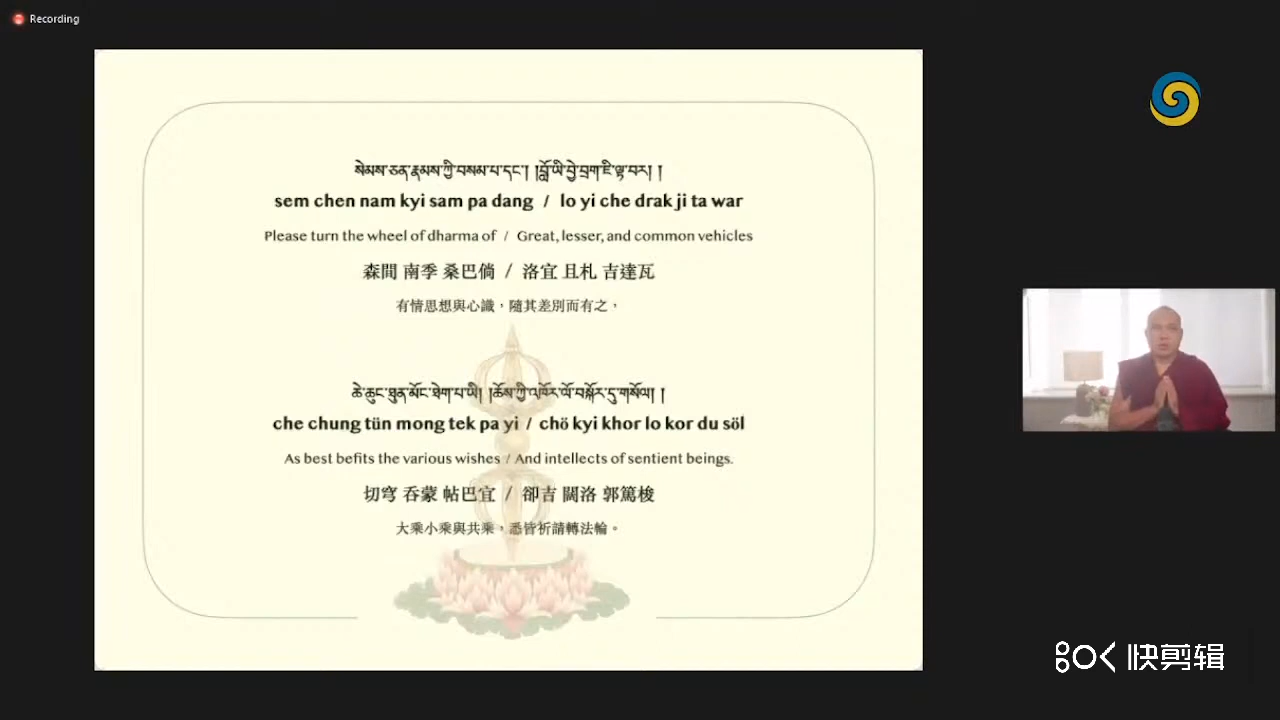 Recording
སེམས་ཅན་རྣམས་ཀྱི་བསམ་པ་དང་། །བློ་ཡི་བྱེ་བྲག་ཇི་ལྟ་བར། །
sem chen nam kyi sam pa dang / lo yi che drak ji ta war
Please turn the wheel of dharma of / Great, lesser, and common vehicles
森間 南季 桑巴倘 / 洛宜 且札 吉達瓦
有情思想與心識，隨其差別而有之，
ཆེ་ཆུང་ཐུན་མོང་ཐེག་པ་ཡི། །ཆོས་ཀྱི་འཁོར་ལོ་བསྐོར་དུ་གསོལ། །
che chung tün mong tek pa yi / chö kyi khor lo kor du söl
As best befits the various wishes / And intellects of sentient beings.
切穹 吞蒙 帖巴宜 / 卻吉 闊洛 郭篤梭
大乘小乘與共乘，悉皆祈請轉法輪。
快剪辑